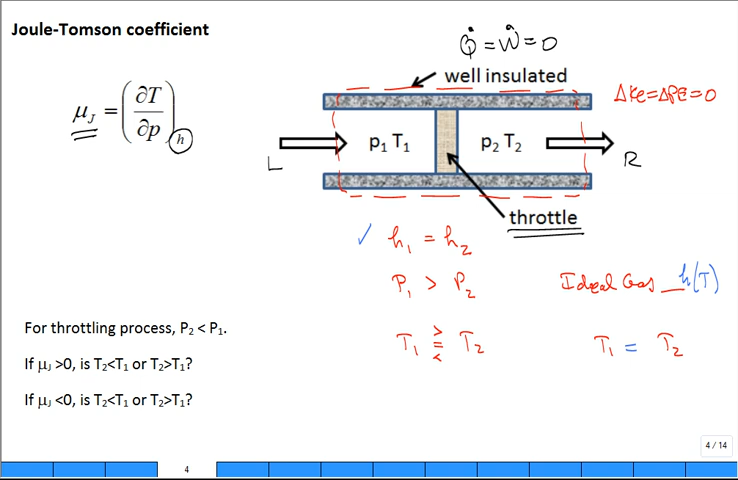 Joule-Tomson coefficient
Q̇ = Ẇ = 0
well insulated
ΔKE = ΔPE = 0
μJ = (∂T/∂p)h
L
p₁ T₁
p₂ T₂
R
throttle
✓ h₁ = h₂
P₁ > P₂
Ideal Gas _ h(T)
For throttling process, P₂ < P₁.
T₁ >=< T₂
T₁ = T₂
If μJ >0, is T₂<T₁ or T₂>T₁?
If μJ <0, is T₂<T₁ or T₂>T₁?
4 / 14
4